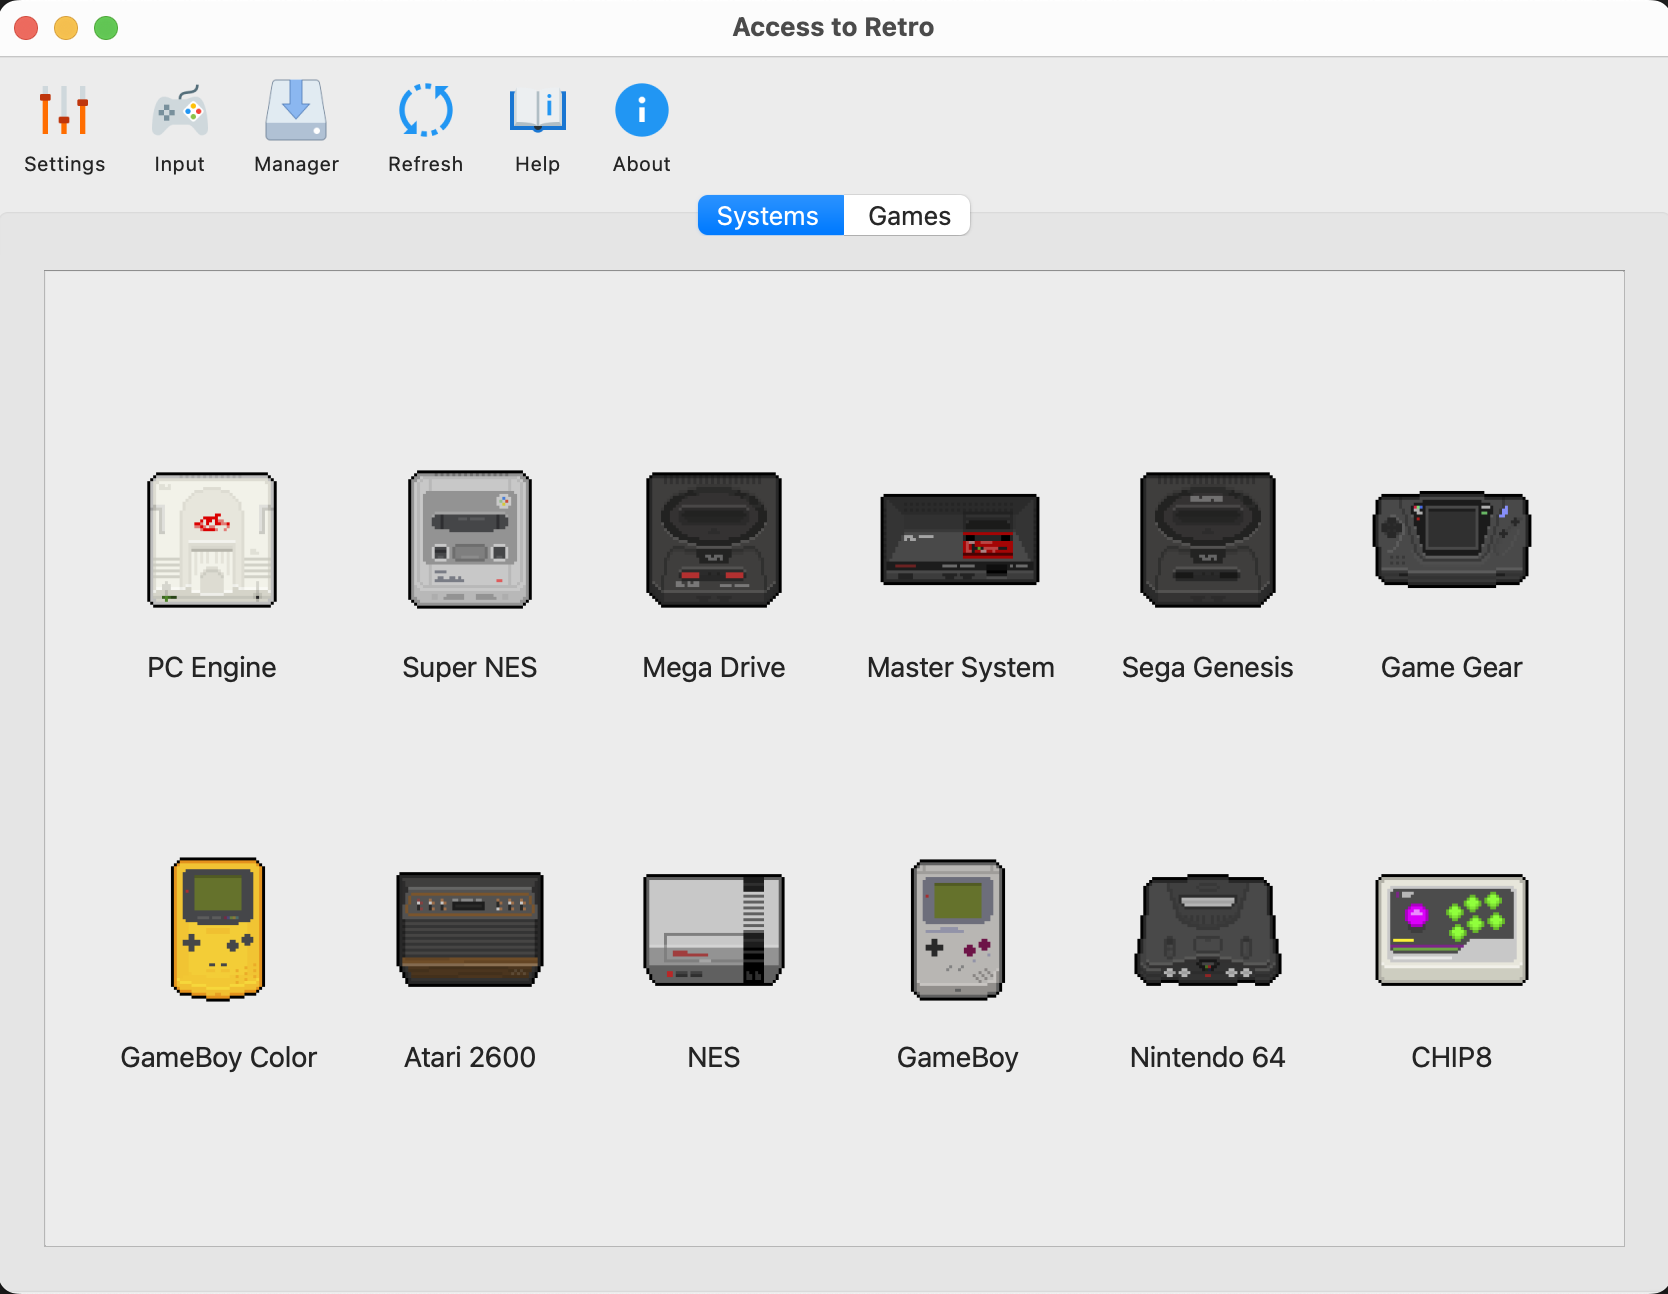 Access to Retro
Settings
Input
Manager
Refresh
Help
About
Systems
Games
PC Engine
Super NES
Mega Drive
Master System
Sega Genesis
Game Gear
GameBoy Color
Atari 2600
NES
GameBoy
Nintendo 64
CHIP8